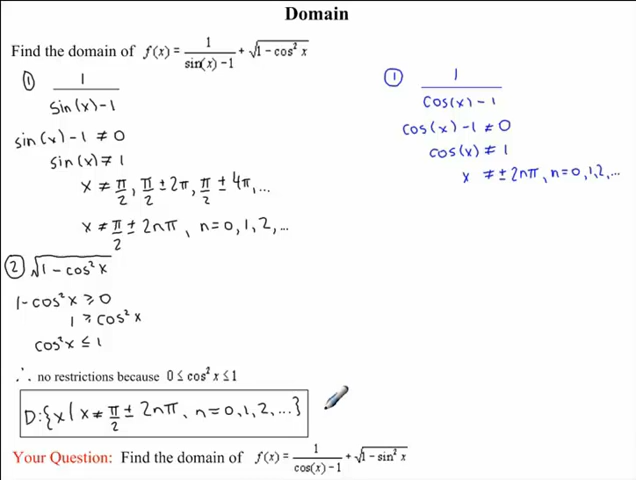 Domain
Find the domain of f(x) = 1/(sin(x) − 1) + √(1 − cos² x)
① 1/(sin(x) − 1)
sin(x) − 1 ≠ 0
sin(x) ≠ 1
x ≠ π/2, π/2 ± 2π, π/2 ± 4π, ...
x ≠ π/2 ± 2nπ, n = 0, 1, 2, ...
② √(1 − cos² x)
1 − cos² x ≥ 0
1 ≥ cos² x
cos² x ≤ 1
∴ no restrictions because 0 ≤ cos² x ≤ 1
D: {x | x ≠ π/2 ± 2nπ, n = 0, 1, 2, ...}
① 1/(cos(x) − 1)
cos(x) − 1 ≠ 0
cos(x) ≠ 1
x ≠ ± 2nπ, n = 0, 1, 2, ...
Your Question: Find the domain of f(x) = 1/(cos(x) − 1) + √(1 − sin² x)